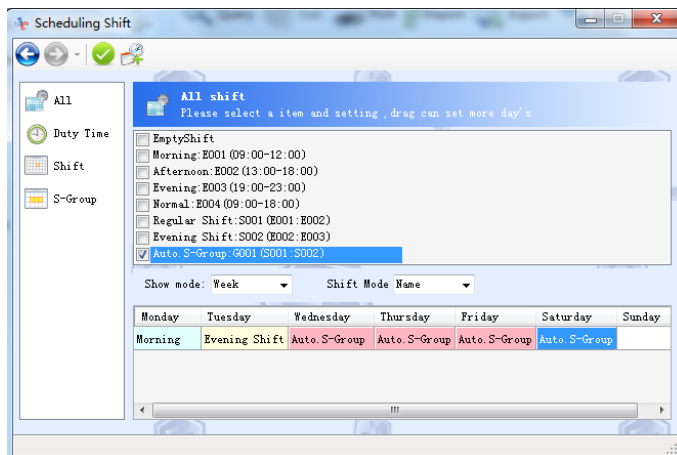 Scheduling Shift
All
Duty Time
Shift
S-Group
All shift
Please select a item and setting ,drag can set more day's
EmptyShift
Morning:E001(09:00-12:00)
Afternoon:E002(13:00-18:00)
Evening:E003(19:00-23:00)
Normal:E004(09:00-18:00)
Regular Shift:S001(E001:E002)
Evening Shift:S002(E002:E003)
Auto.S-Group:G001(S001:S002)
Show mode: Week Shift Mode Name
Monday Tuesday Wednesday Thursday Friday Saturday Sunday
Morning Evening Shift Auto.S-Group Auto.S-Group Auto.S-Group Auto.S-Group